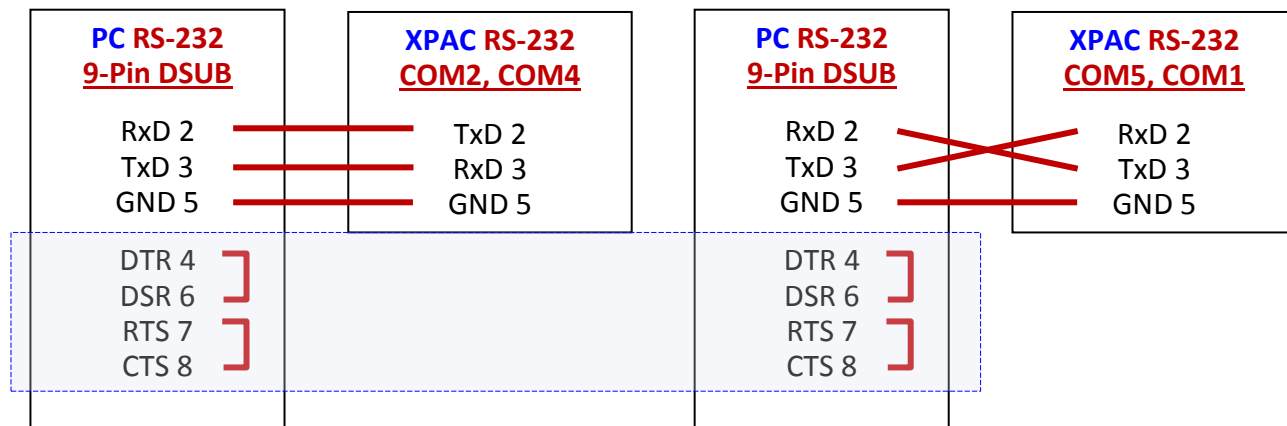 PC RS-232
9-Pin DSUB
RxD 2
TxD 3
GND 5
DTR 4
DSR 6
RTS 7
CTS 8
XPAC RS-232
COM2, COM4
TxD 2
RxD 3
GND 5
PC RS-232
9-Pin DSUB
RxD 2
TxD 3
GND 5
DTR 4
DSR 6
RTS 7
CTS 8
XPAC RS-232
COM5, COM1
RxD 2
TxD 3
GND 5